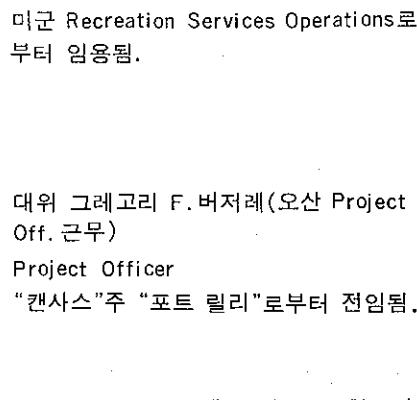 미군 Recreation Services Operations로
부터 임용됨.
대위 그레고리 F.버저레(오산 Project
Off.근무)
Project Officer
“캔사스”주 “포트 릴리”로부터 전임됨.